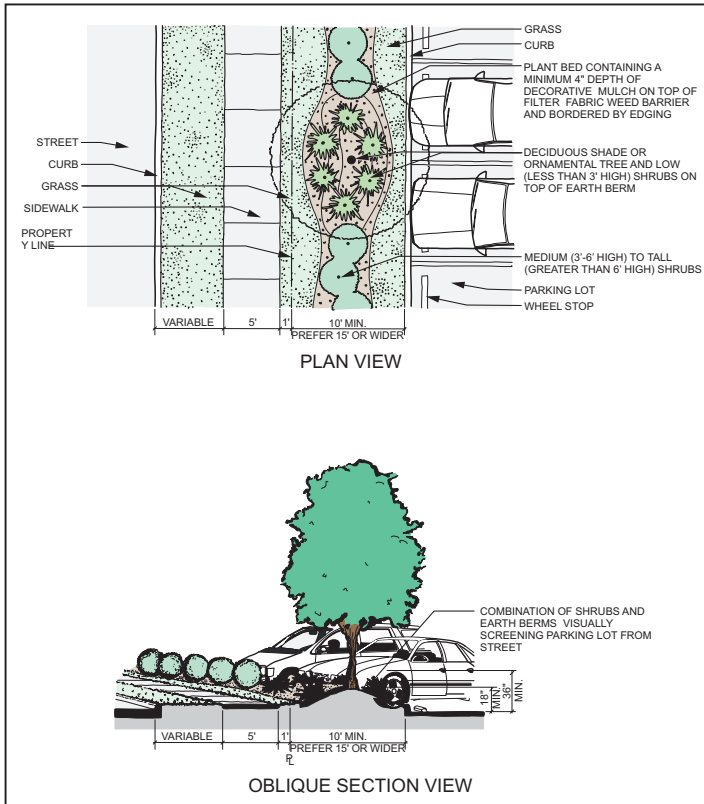 GRASS
CURB
PLANT BED CONTAINING A
MINIMUM 4" DEPTH OF
DECORATIVE MULCH ON TOP OF
FILTER FABRIC WEED BARRIER
AND BORDERED BY EDGING
STREET
CURB
GRASS
SIDEWALK
PROPERT
Y LINE
DECIDUOUS SHADE OR
ORNAMENTAL TREE AND LOW
(LESS THAN 3' HIGH) SHRUBS ON
TOP OF EARTH BERM
MEDIUM (3'-6' HIGH) TO TALL
(GREATER THAN 6' HIGH) SHRUBS
PARKING LOT
WHEEL STOP
VARIABLE 5' 1' 10' MIN.
PREFER 15' OR WIDER
PLAN VIEW
COMBINATION OF SHRUBS AND
EARTH BERMS VISUALLY
SCREENING PARKING LOT FROM
STREET
18"
MIN.
36"
MIN.
VARIABLE 5' 1' 10' MIN.
PREFER 15' OR WIDER
PL
OBLIQUE SECTION VIEW